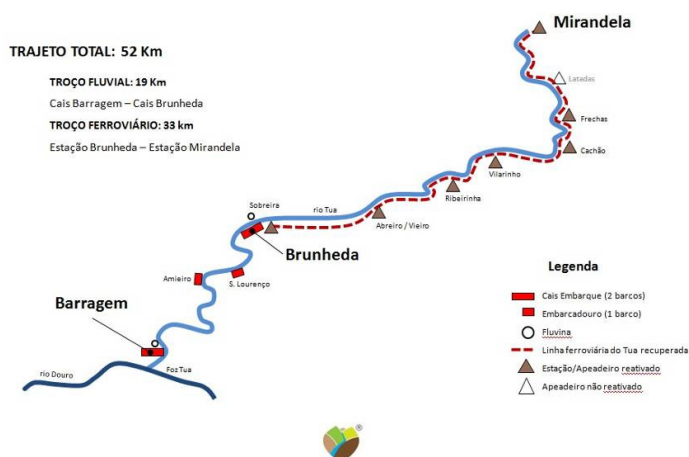 Mirandela
TRAJETO TOTAL: 52 Km
TROÇO FLUVIAL: 19 Km
Cais Barragem – Cais Brunheda
TROÇO FERROVIÁRIO: 33 km
Estação Brunheda – Estação Mirandela
Latadas
Frechas
Cachão
Vilarinho
Ribeirinha
Sobreira
rio Tua
Abreiro / Vieiro
Brunheda
Amieiro
S. Lourenço
Barragem
Foz Tua
rio Douro
Legenda
Cais Embarque (2 barcos)
Embarcadouro (1 barco)
Fluvina
Linha ferroviária do Tua recuperada
Estação/Apeadeiro reativado
Apeadeiro não reativado
®